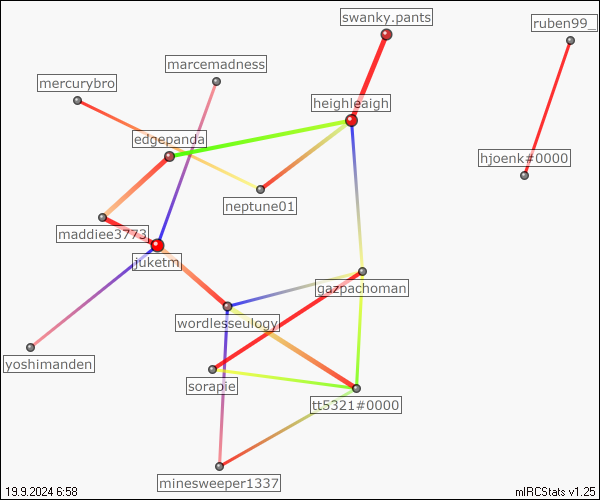 swanky.pants
ruben99_
marcemadness
mercurybro
heighleaigh
edgepanda
hjoenk#0000
neptune01
maddiee3773
juketm
gazpachoman
wordlesseulogy
yoshimanden
sorapie
tt5321#0000
minesweeper1337
19.9.2024 6:58
mIRCStats v1.25